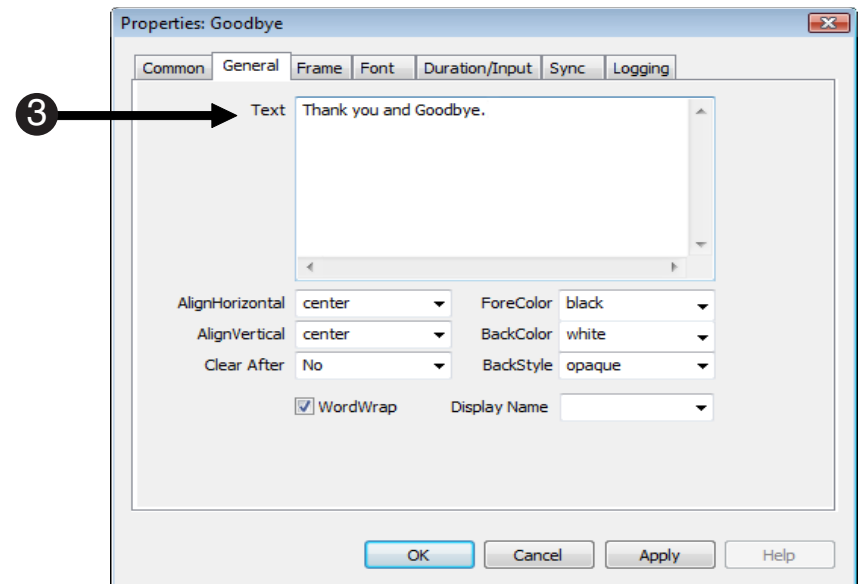 Properties: Goodbye
Common General Frame Font Duration/Input Sync Logging
3 Text Thank you and Goodbye.
AlignHorizontal center ForeColor black
AlignVertical center BackColor white
Clear After No BackStyle opaque
WordWrap Display Name
OK Cancel Apply Help